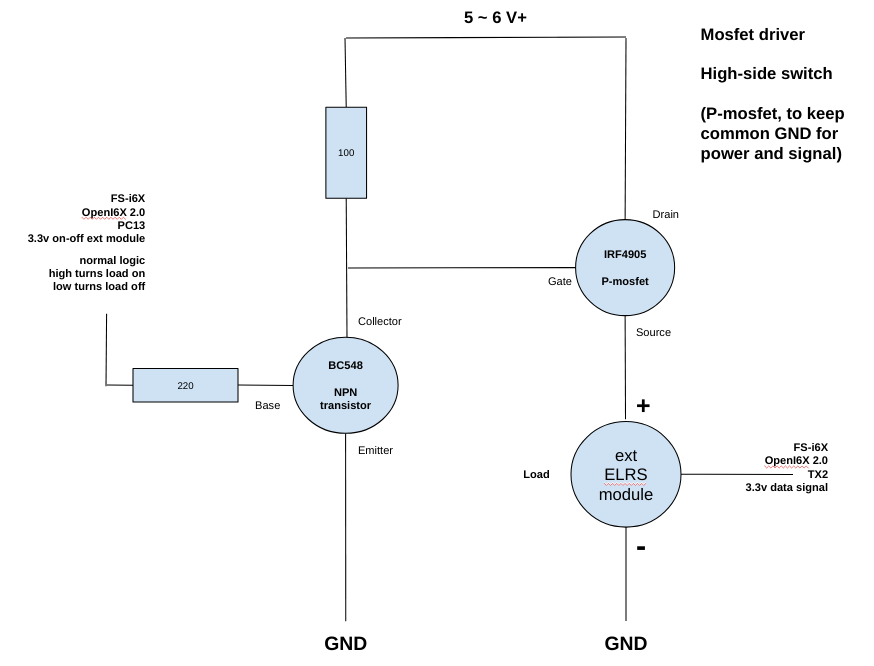 5 ~ 6 V+
Mosfet driver
High-side switch
(P-mosfet, to keep
common GND for
power and signal)
100
FS-i6X
OpenI6X 2.0
PC13
3.3v on-off ext module
normal logic
high turns load on
low turns load off
Drain
IRF4905
P-mosfet
Gate
Source
Collector
BC548
NPN
transistor
220
Base
Emitter
+
ext
ELRS
module
Load
FS-i6X
OpenI6X 2.0
TX2
3.3v data signal
-
GND
GND